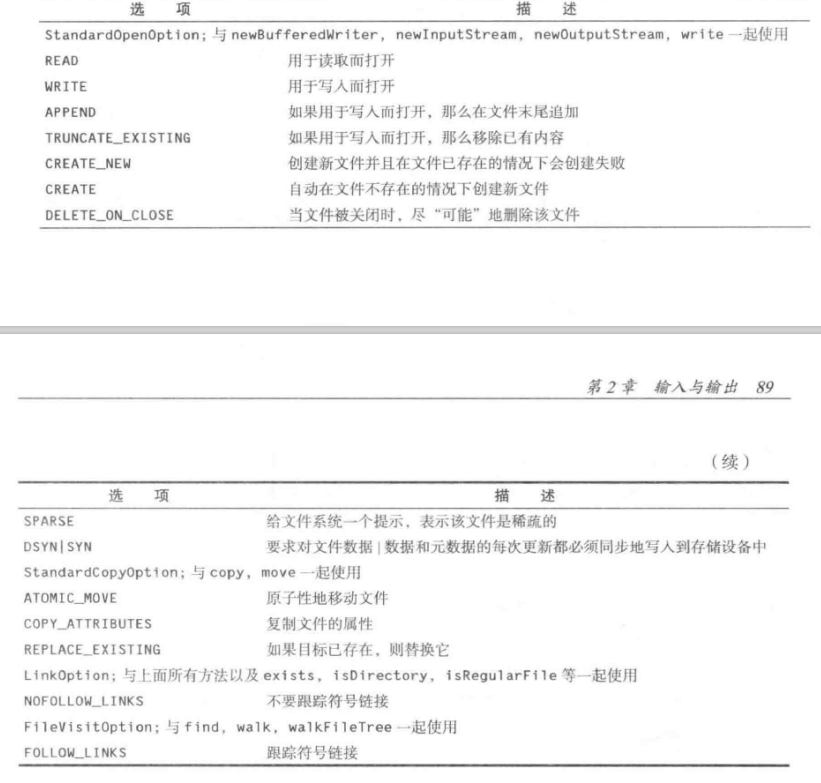 选 项 描 述
StandardOpenOption; 与 newBufferedWriter, newInputStream, newOutputStream, write 一起使用
READ 用于读取而打开
WRITE 用于写入而打开
APPEND 如果用于写入而打开，那么在文件末尾追加
TRUNCATE_EXISTING 如果用于写入而打开，那么移除已有内容
CREATE_NEW 创建新文件并且在文件已存在的情况下会创建失败
CREATE 自动在文件不存在的情况下创建新文件
DELETE_ON_CLOSE 当文件被关闭时，尽“可能”地删除该文件
第 2 章 输入与输出 89
（续）
选 项 描 述
SPARSE 给文件系统一个提示，表示该文件是稀疏的
DSYN|SYN 要求对文件数据|数据和元数据的每次更新都必须同步地写入到存储设备中
StandardCopyOption; 与 copy, move 一起使用
ATOMIC_MOVE 原子性地移动文件
COPY_ATTRIBUTES 复制文件的属性
REPLACE_EXISTING 如果目标已存在，则替换它
LinkOption; 与上面所有方法以及 exists, isDirectory, isRegularFile 等一起使用
NOFOLLOW_LINKS 不要跟踪符号链接
FileVisitOption; 与 find, walk, walkFileTree 一起使用
FOLLOW_LINKS 跟踪符号链接